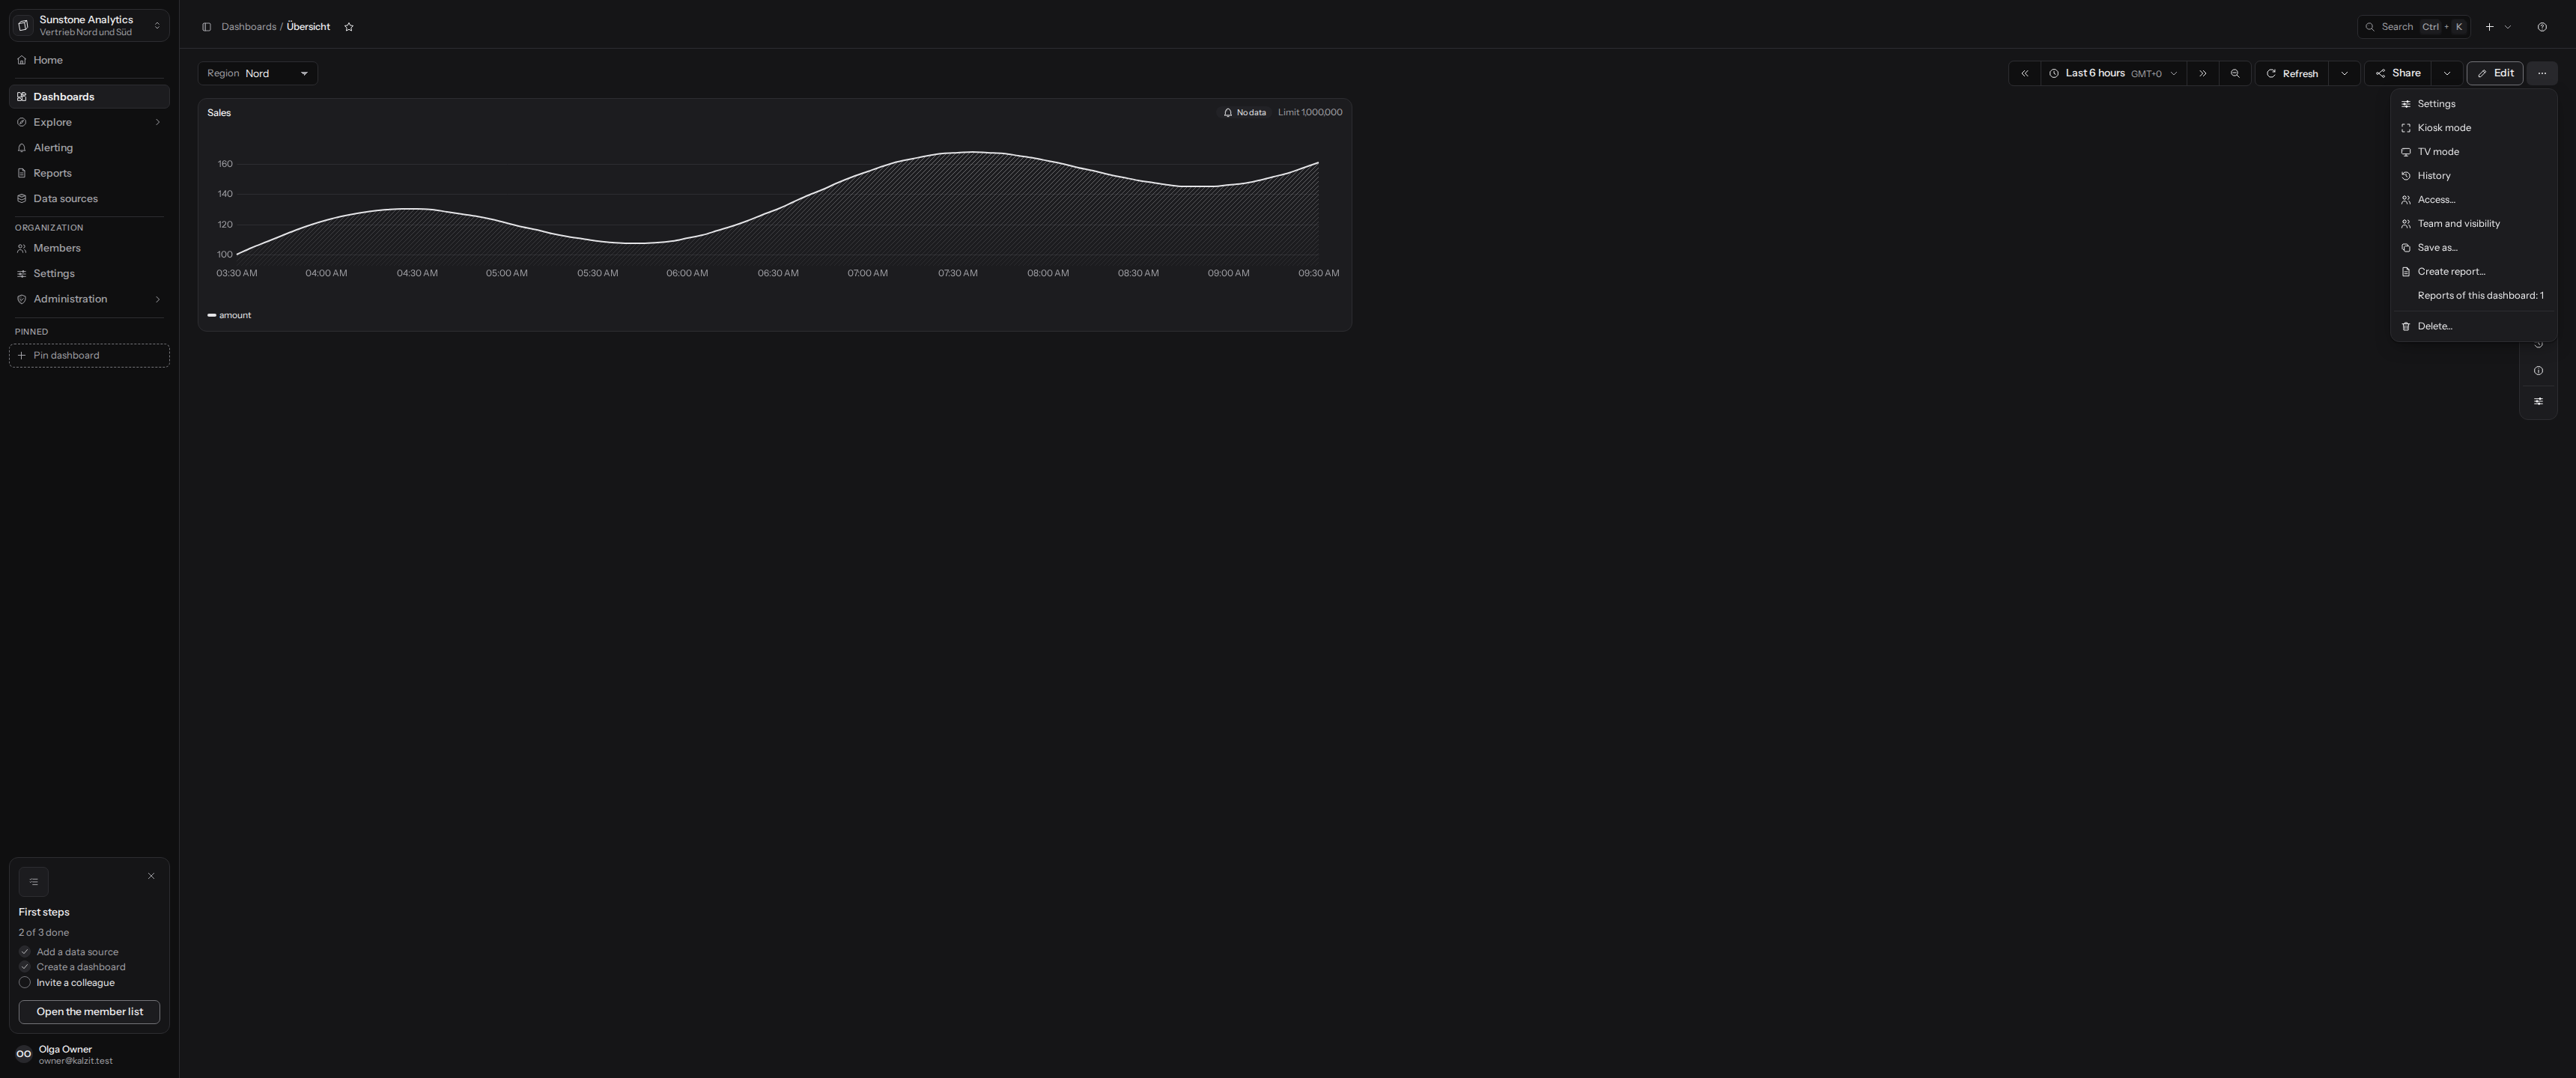 Sunstone Analytics
Vertrieb Nord und Süd
Home
Dashboards
Explore
Alerting
Reports
Data sources
ORGANIZATION
Members
Settings
Administration
PINNED
Pin dashboard
First steps
2 of 3 done
Add a data source
Create a dashboard
Invite a colleague
Open the member list
OO
Olga Owner
owner@kalzit.test
Dashboards / Übersicht
Search Ctrl + K
Region Nord
Last 6 hours GMT+0
Refresh
Share
Edit
Sales
No data
Limit 1,000,000
160
140
120
100
03:30 AM 04:00 AM 04:30 AM 05:00 AM 05:30 AM 06:00 AM 06:30 AM 07:00 AM 07:30 AM 08:00 AM 08:30 AM 09:00 AM 09:30 AM
amount
Settings
Kiosk mode
TV mode
History
Access...
Team and visibility
Save as...
Create report...
Reports of this dashboard: 1
Delete...